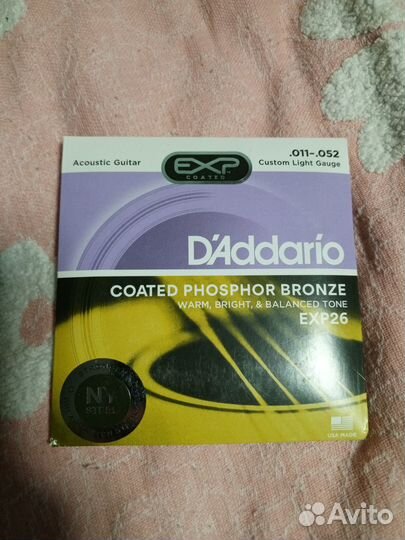 Acoustic Guitar
EXP
COATED
.011-.052
Custom Light Gauge
D'Addario
COATED PHOSPHOR BRONZE
WARM, BRIGHT, & BALANCED TONE
EXP26
NY
STEEL
USA MADE
Avito